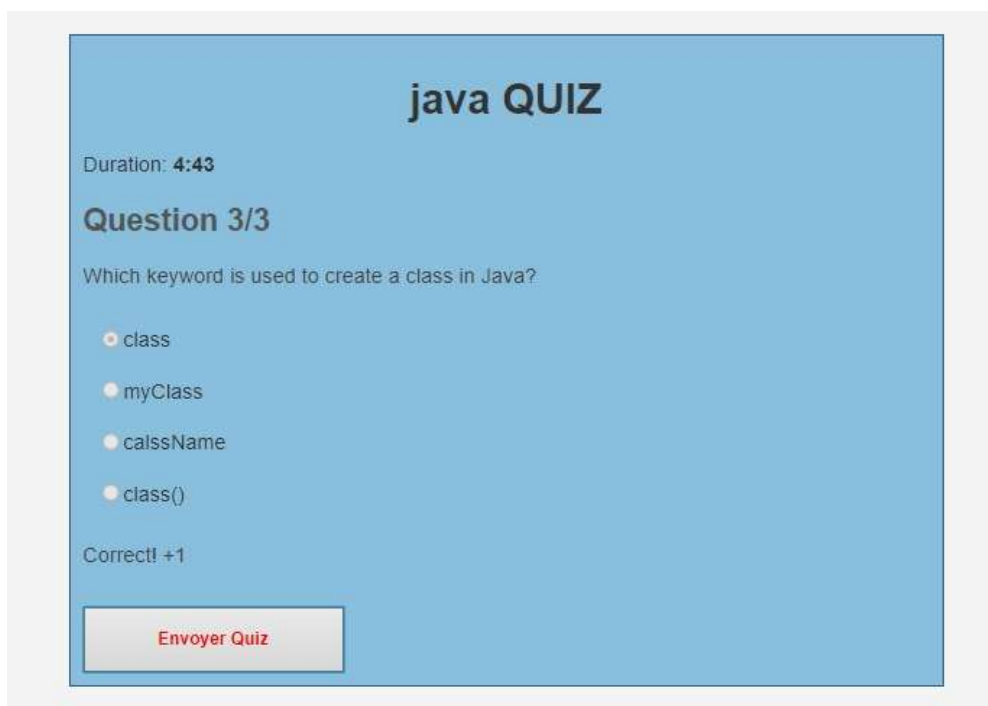 java QUIZ
Duration: 4:43
Question 3/3
Which keyword is used to create a class in Java?
class
myClass
calssName
class()
Correct! +1
Envoyer Quiz